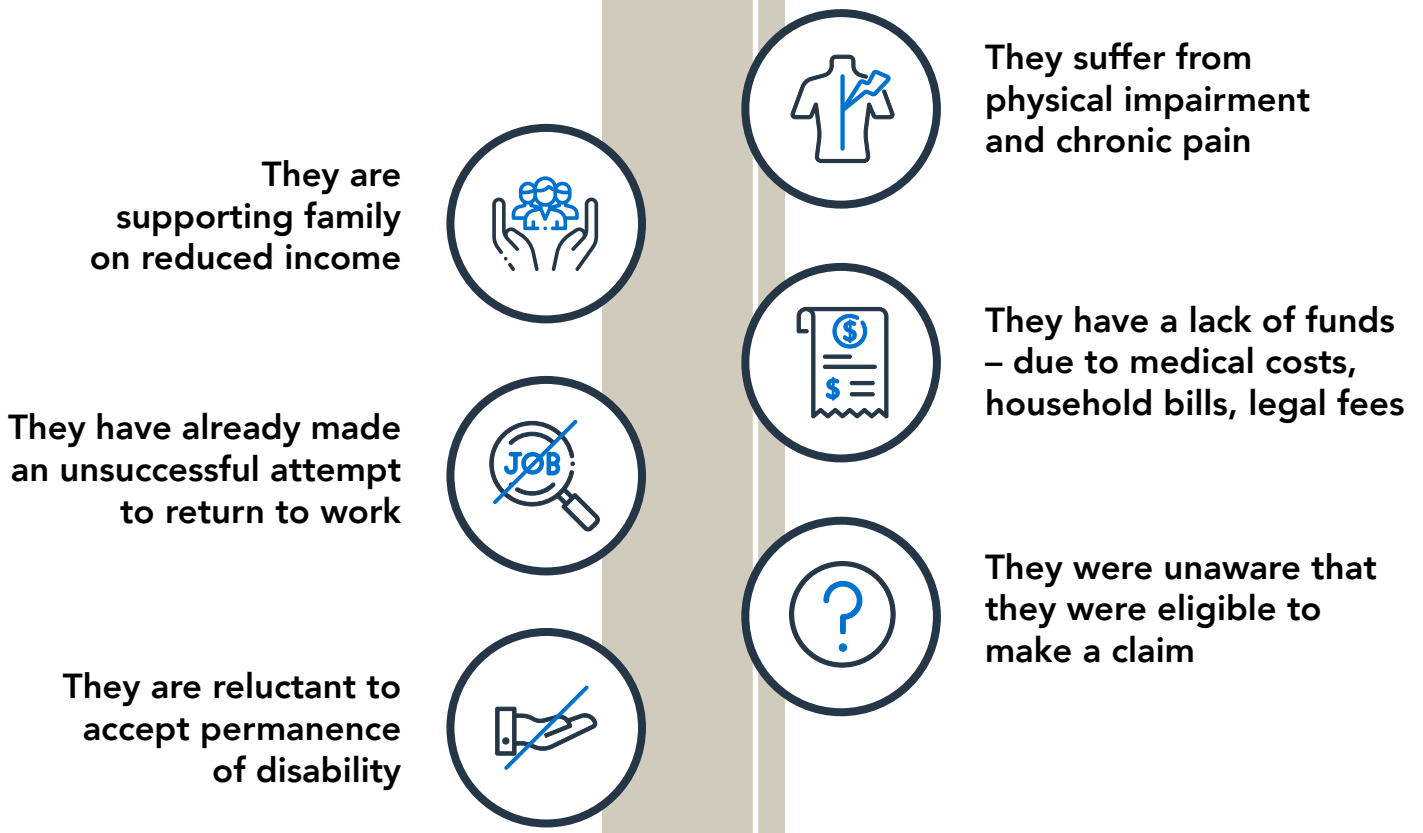 They suffer from
physical impairment
and chronic pain
They are
supporting family
on reduced income
$
$
They have a lack of funds
– due to medical costs,
household bills, legal fees
They have already made
an unsuccessful attempt
to return to work
JOB
?
They were unaware that
they were eligible to
make a claim
They are reluctant to
accept permanence
of disability